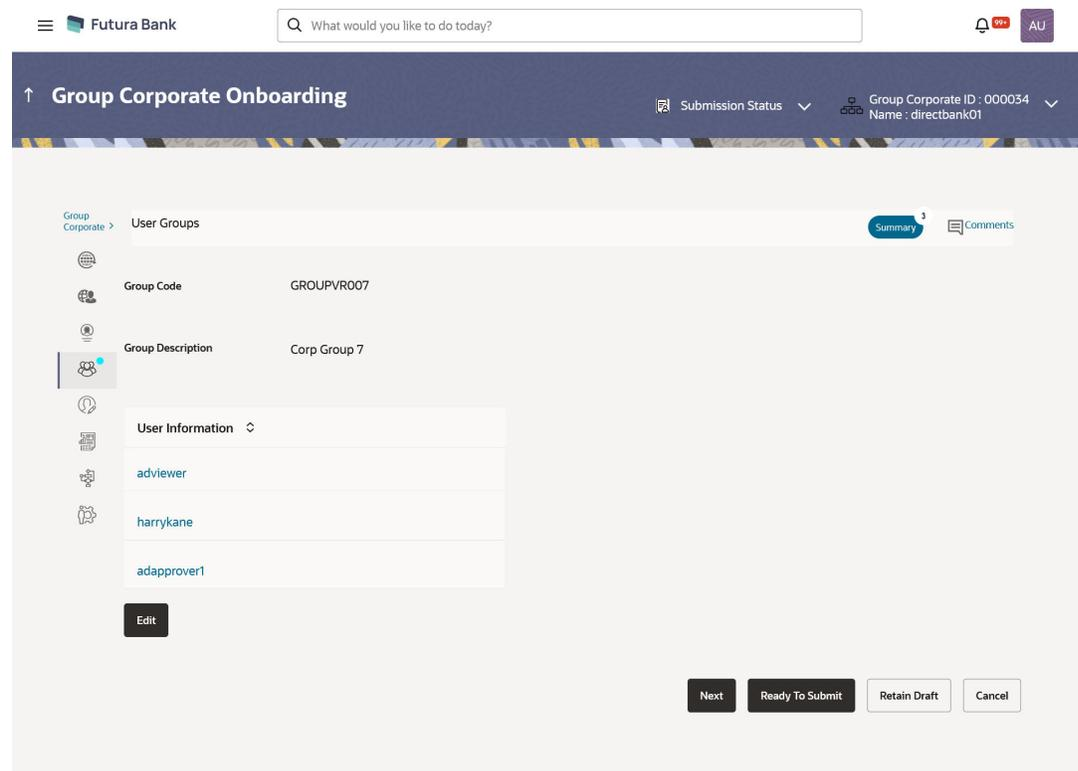 Futura Bank
What would you like to do today?
99+
AU
Group Corporate Onboarding
Submission Status
Group Corporate ID : 000034
Name : directbank01
Group
Corporate
User Groups
Summary
3
Comments
Group Code
GROUPVR007
Group Description
Corp Group 7
User Information
adviewer
harrykane
adapprover1
Edit
Next
Ready To Submit
Retain Draft
Cancel